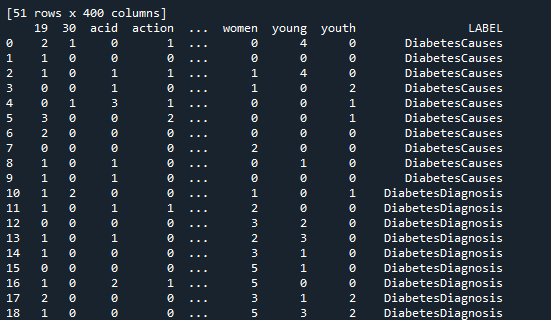 [51 rows x 400 columns]
19 30 acid action ... women young youth LABEL
0 2 1 0 1 ... 0 4 0 DiabetesCauses
1 1 0 0 0 ... 0 0 0 DiabetesCauses
2 1 0 1 1 ... 1 4 0 DiabetesCauses
3 0 0 1 0 ... 1 0 2 DiabetesCauses
4 0 1 3 1 ... 0 0 1 DiabetesCauses
5 3 0 0 2 ... 0 0 1 DiabetesCauses
6 2 0 0 0 ... 0 0 0 DiabetesCauses
7 0 0 0 0 ... 2 0 0 DiabetesCauses
8 1 0 1 0 ... 0 1 0 DiabetesCauses
9 1 0 1 0 ... 0 0 0 DiabetesCauses
10 1 2 0 0 ... 1 0 1 DiabetesDiagnosis
11 1 0 1 1 ... 2 0 0 DiabetesDiagnosis
12 0 0 0 0 ... 3 2 0 DiabetesDiagnosis
13 1 0 1 0 ... 2 3 0 DiabetesDiagnosis
14 1 0 0 0 ... 3 1 0 DiabetesDiagnosis
15 0 0 0 0 ... 5 1 0 DiabetesDiagnosis
16 1 0 2 1 ... 5 0 0 DiabetesDiagnosis
17 2 0 0 0 ... 3 1 2 DiabetesDiagnosis
18 1 0 0 0 ... 5 3 2 DiabetesDiagnosis